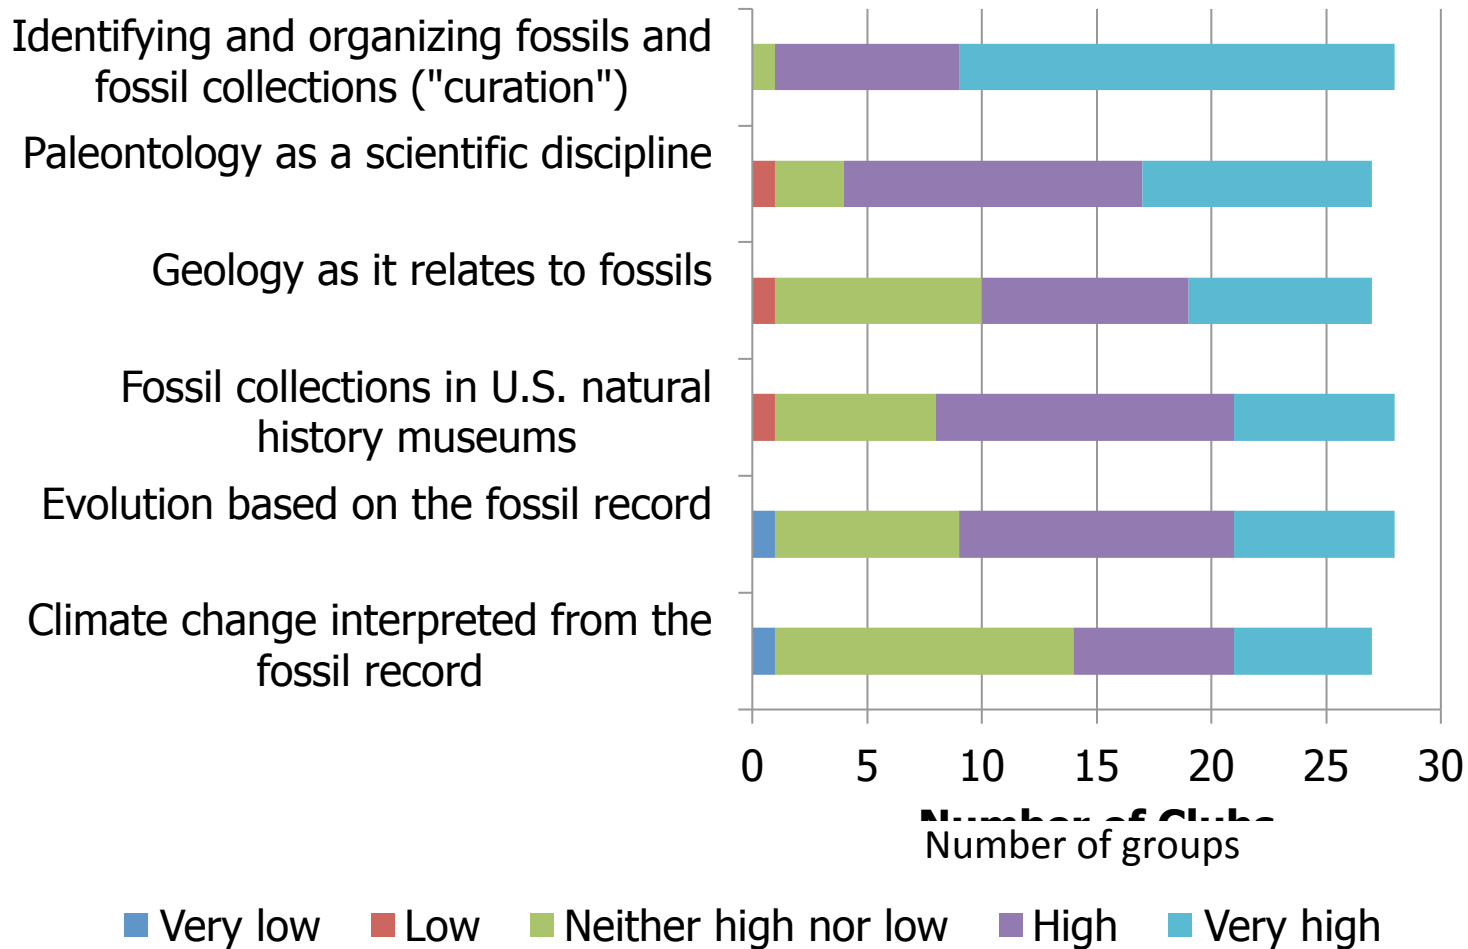 Identifying and organizing fossils and
fossil collections ("curation")
Paleontology as a scientific discipline
Geology as it relates to fossils
Fossil collections in U.S. natural
history museums
Evolution based on the fossil record
Climate change interpreted from the
fossil record
0 5 10 15 20 25 30
Number of Clubs
Number of groups
Very low Low Neither high nor low High Very high